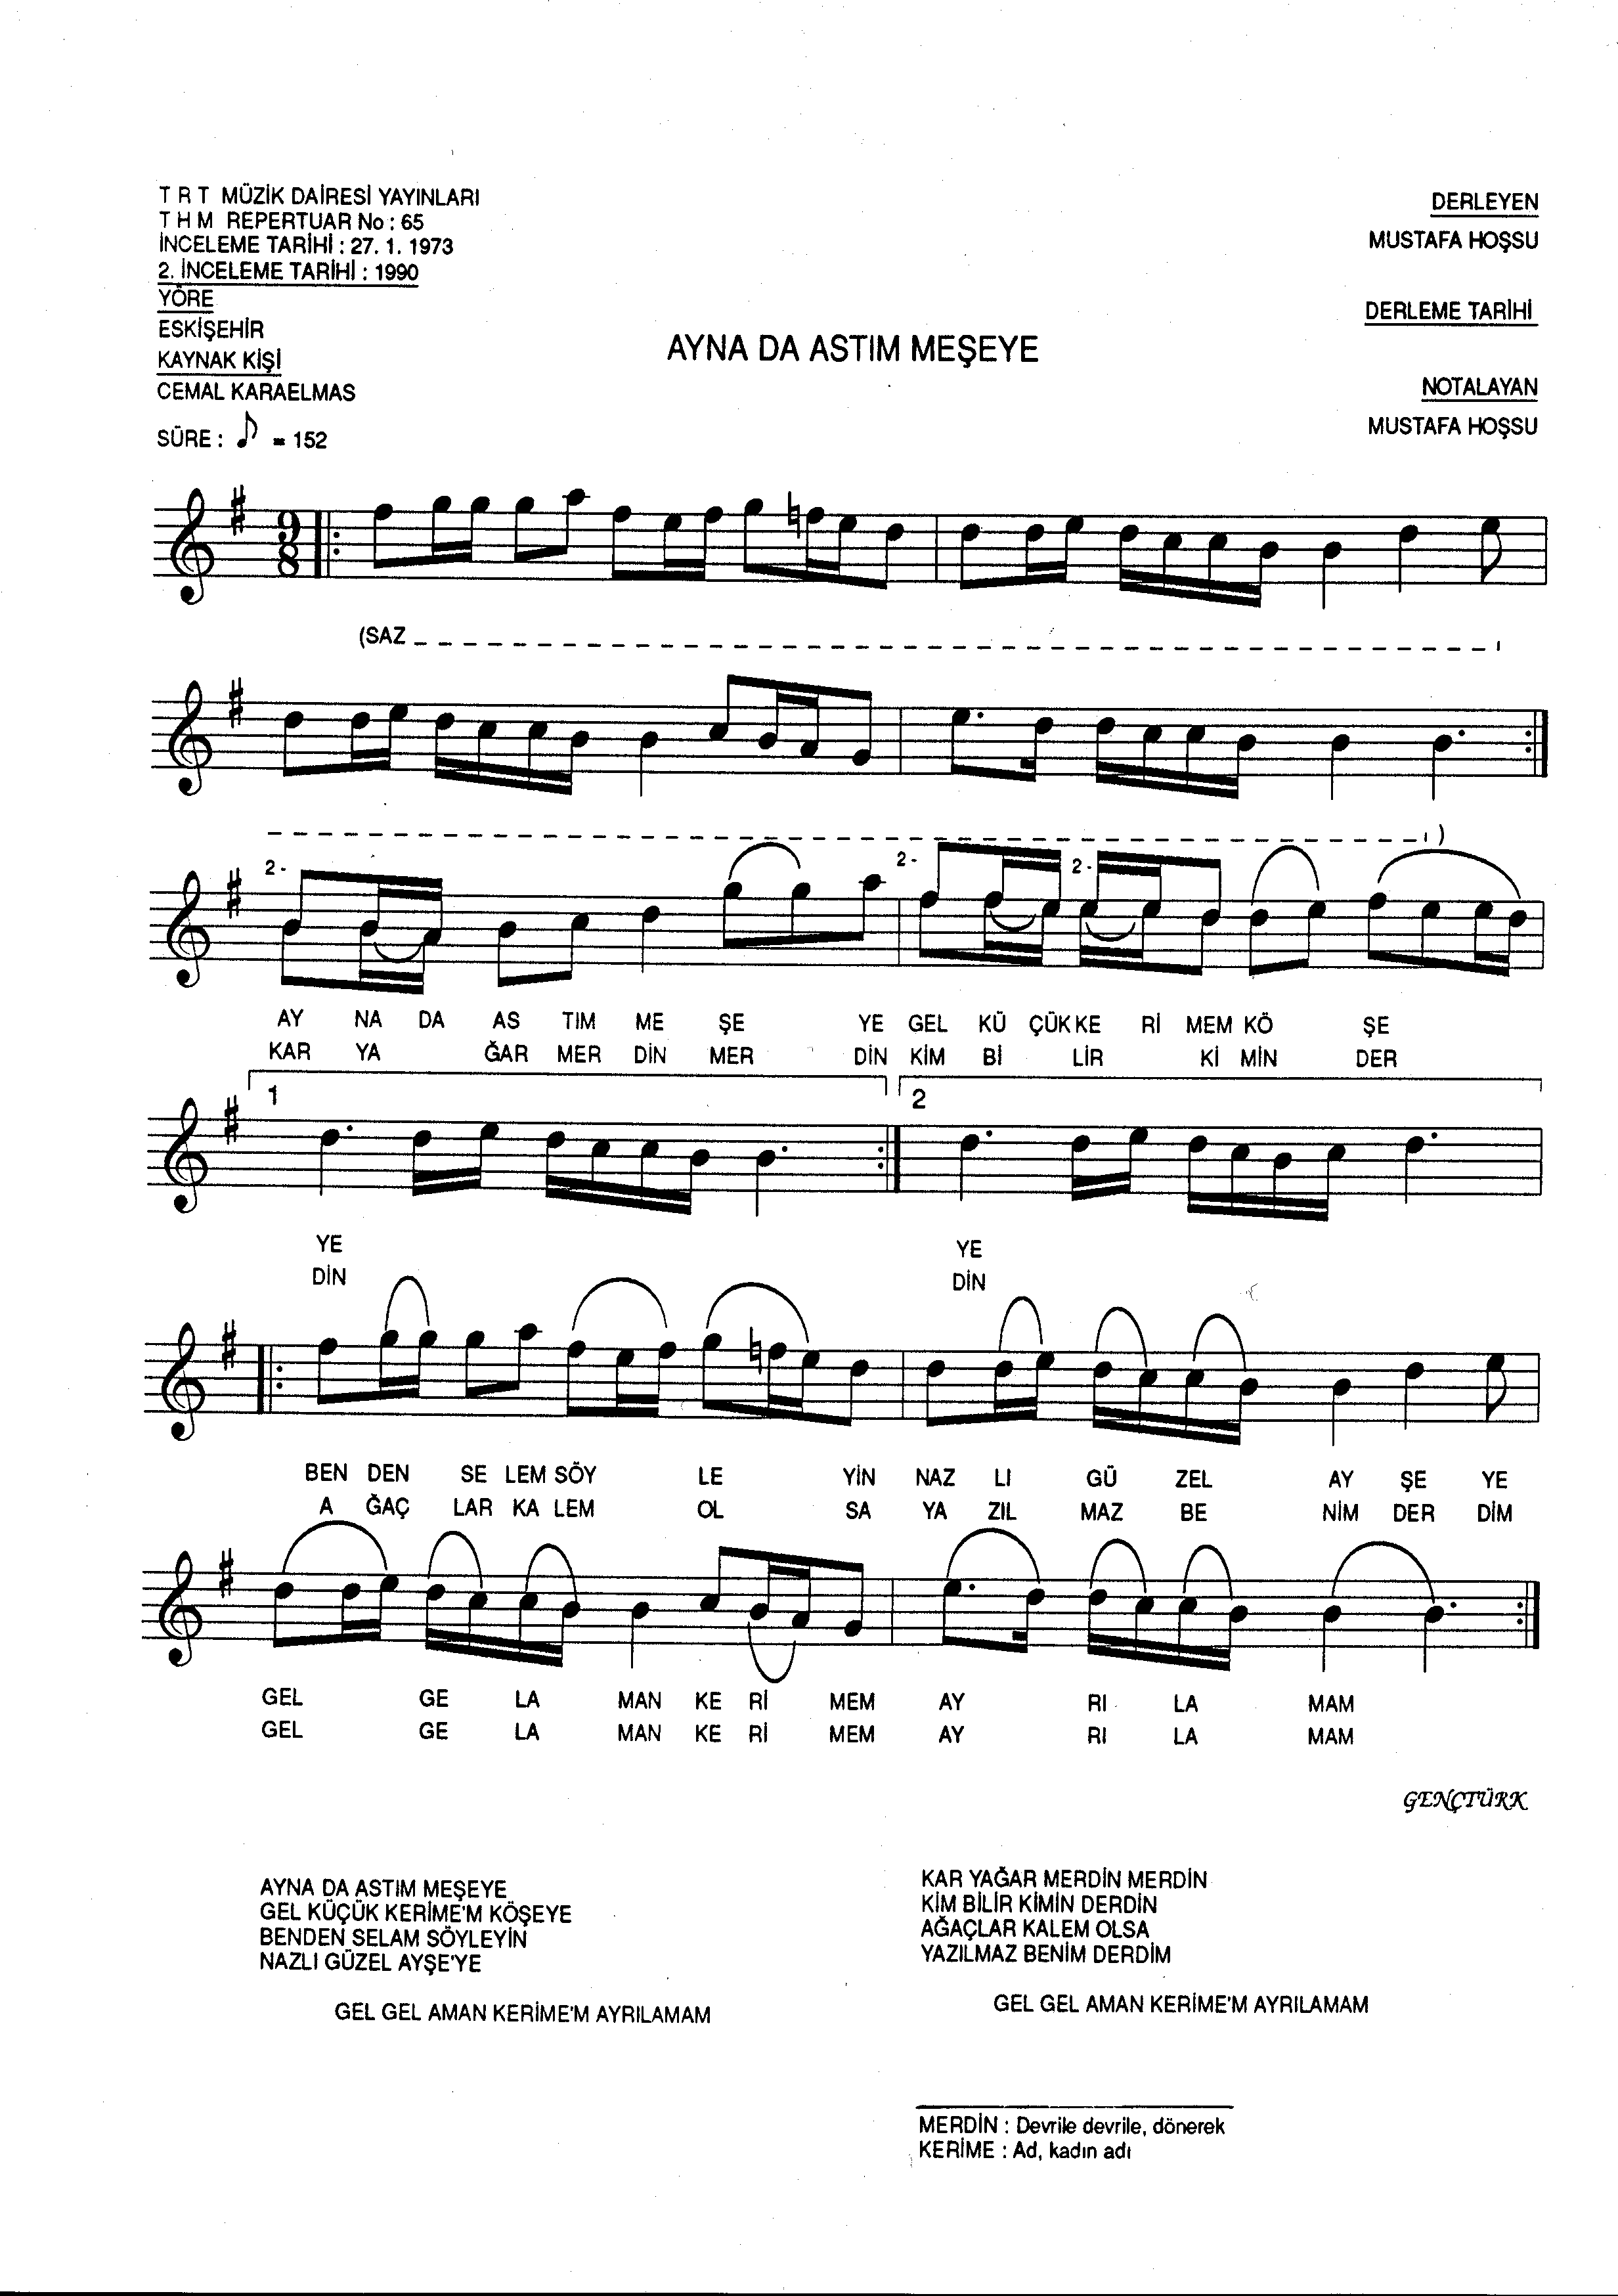 T R T MÜZİK DAİRESİ YAYINLARI
T H M REPERTUAR No : 65
İNCELEME TARİHİ : 27. 1. 1973
2. İNCELEME TARİHİ : 1990
YÖRE
ESKİŞEHİR
KAYNAK KİŞİ
CEMAL KARAELMAS
SÜRE : ♪ = 152
DERLEYEN
MUSTAFA HOŞSU
DERLEME TARİHİ
NOTALAYAN
MUSTAFA HOŞSU
AYNA DA ASTIM MEŞEYE
9
8
(SAZ
)
2 - 2 - 2 -
AY NA DA AS TIM ME ŞE YE GEL KÜ ÇÜK KE Rİ MEM KÖ ŞE
KAR YA ĞAR MER DİN MER DİN KİM Bİ LİR Kİ MİN DER
1 2
YE YE
DİN DİN
BEN DEN SE LEM SÖY LE YİN NAZ LI GÜ ZEL AY ŞE YE
A ĞAÇ LAR KA LEM OL SA YA ZIL MAZ BE NİM DER DİM
GEL GE LA MAN KE Rİ MEM AY RI LA MAM
GEL GE LA MAN KE Rİ MEM AY RI LA MAM
GENÇTÜRK
AYNA DA ASTIM MEŞEYE
GEL KÜÇÜK KERİME'M KÖŞEYE
BENDEN SELAM SÖYLEYİN
NAZLI GÜZEL AYŞE'YE
GEL GEL AMAN KERİME'M AYRILAMAM
KAR YAĞAR MERDİN MERDİN
KİM BİLİR KİMİN DERDİN
AĞAÇLAR KALEM OLSA
YAZILMAZ BENİM DERDİM
GEL GEL AMAN KERİME'M AYRILAMAM
MERDİN : Devrile devrile, dönerek
KERİME : Ad, kadın adı